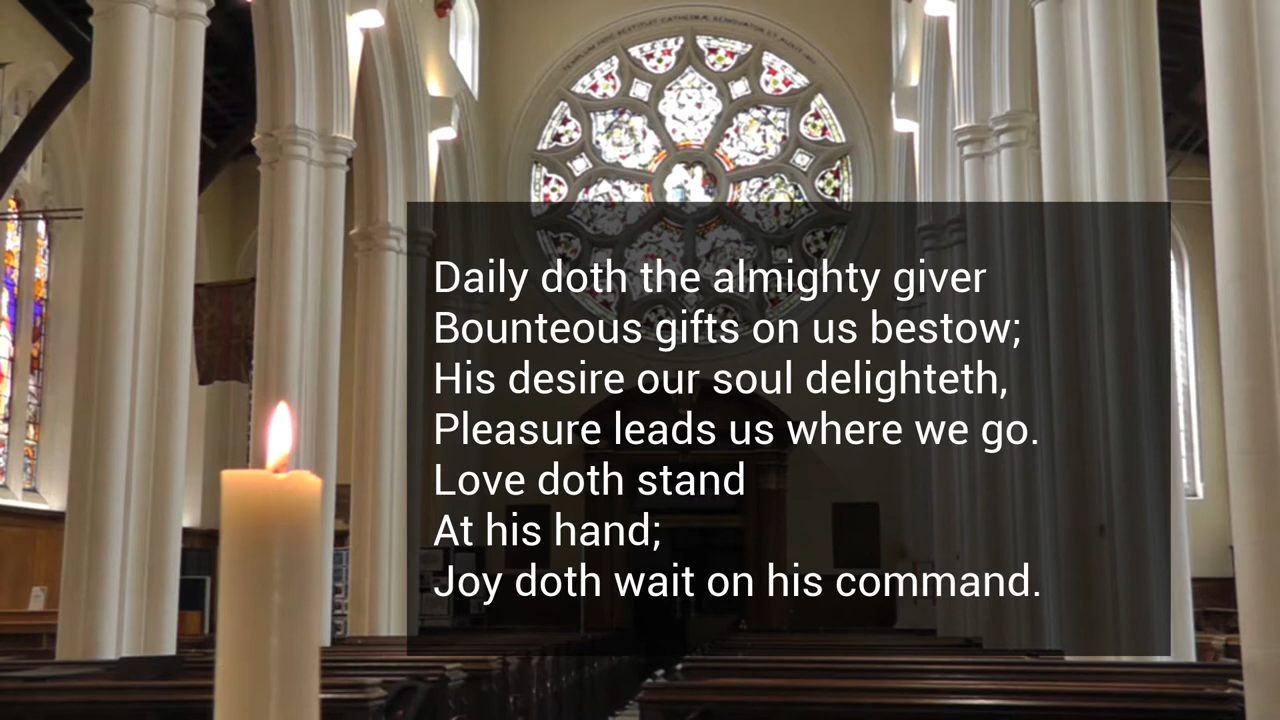 Daily doth the almighty giver
Bounteous gifts on us bestow;
His desire our soul delighteth,
Pleasure leads us where we go.
Love doth stand
At his hand;
Joy doth wait on his command.